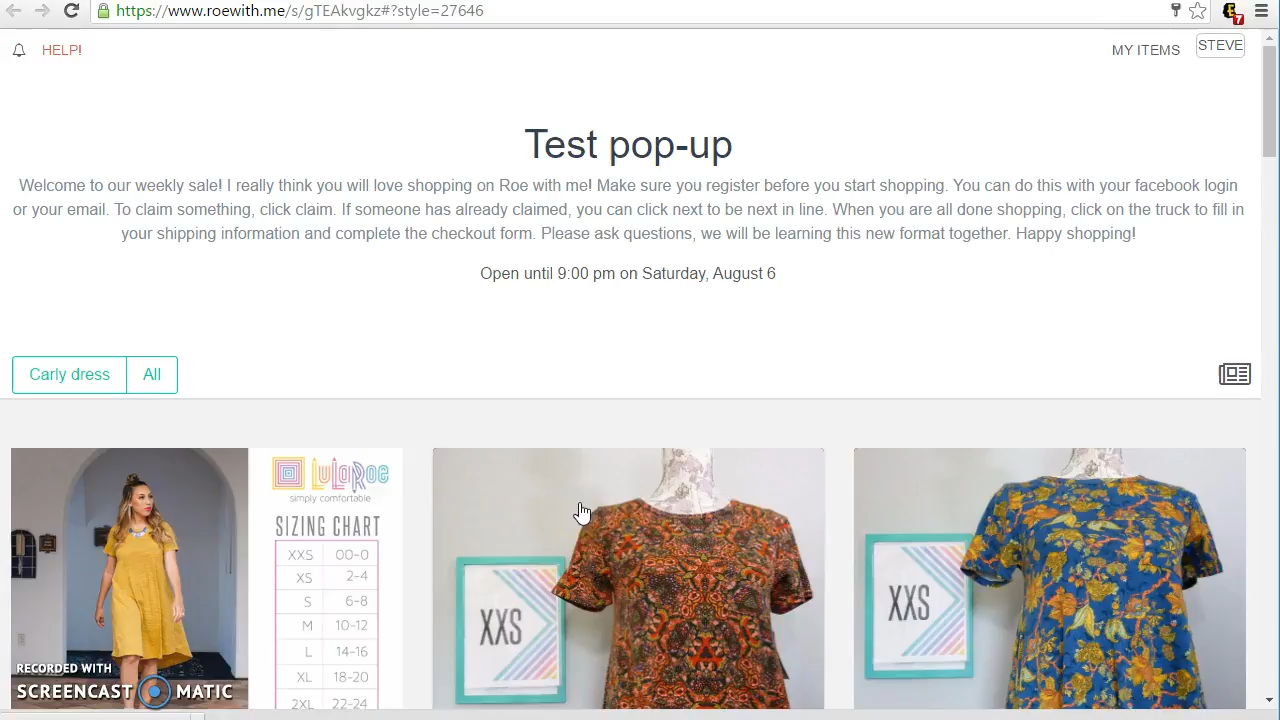 https://www.roewith.me/s/gTEAkvgkz#?style=27646
7
HELP!
MY ITEMS
STEVE
Test pop-up
Welcome to our weekly sale! I really think you will love shopping on Roe with me! Make sure you register before you start shopping. You can do this with your facebook login
or your email. To claim something, click claim. If someone has already claimed, you can click next to be next in line. When you are all done shopping, click on the truck to fill in
your shipping information and complete the checkout form. Please ask questions, we will be learning this new format together. Happy shopping!
Open until 9:00 pm on Saturday, August 6
Carly dress
All
LuLaRoe
simply comfortable
SIZING CHART
XXS 00-0
XS 2-4
S 6-8
M 10-12
L 14-16
XL 18-20
2XL 22-24
XXS
XXS
RECORDED WITH
SCREENCAST MATIC